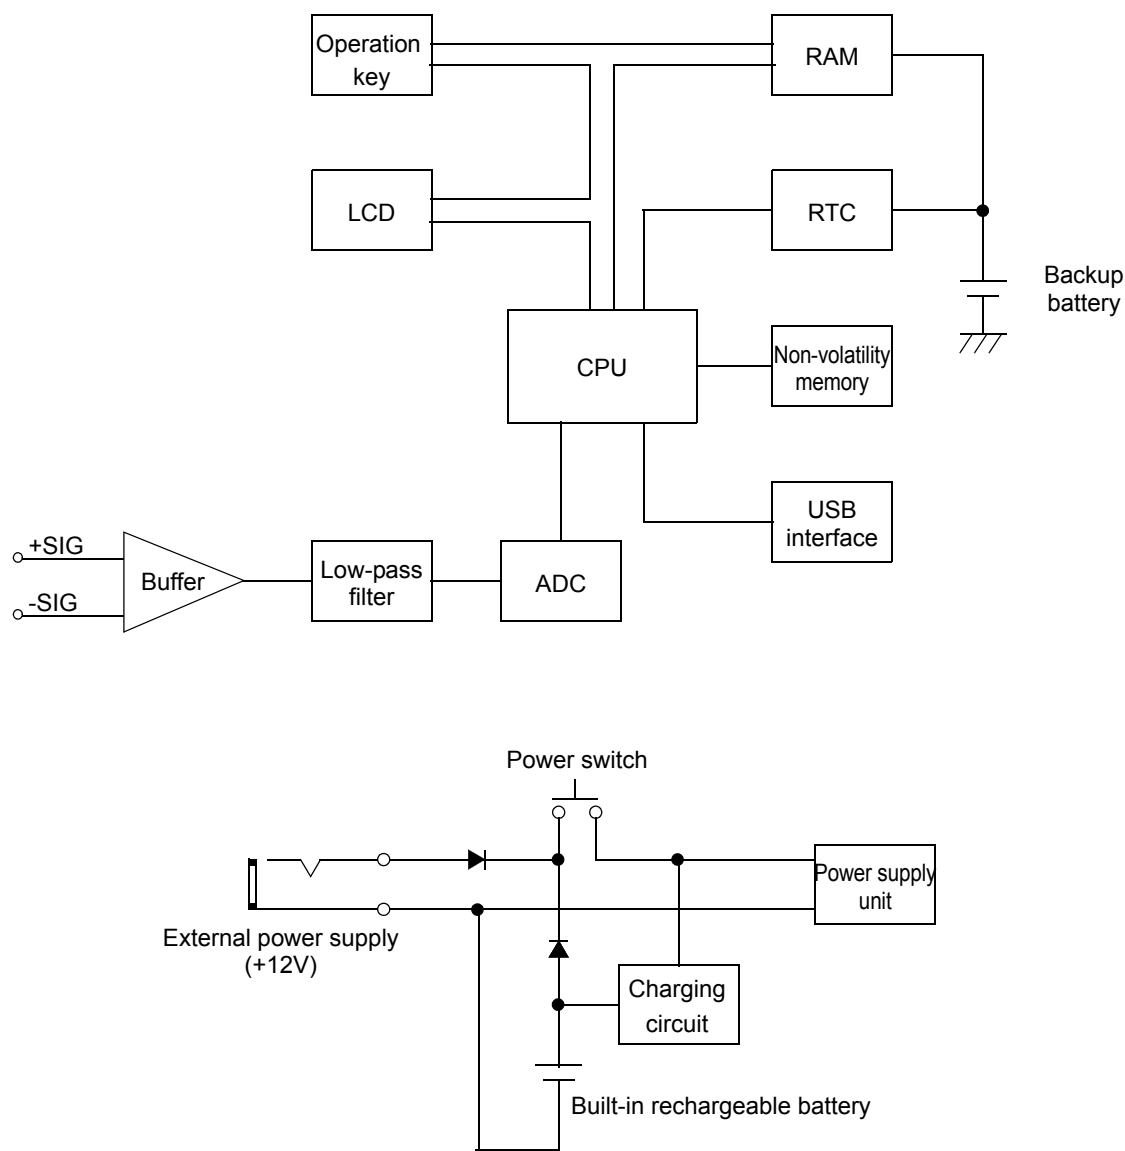 Operation
key
RAM
LCD
RTC
Backup
battery
CPU
Non-volatility
memory
USB
interface
+SIG
-SIG
Buffer
Low-pass
filter
ADC
Power switch
Power supply
unit
External power supply
(+12V)
Charging
circuit
Built-in rechargeable battery